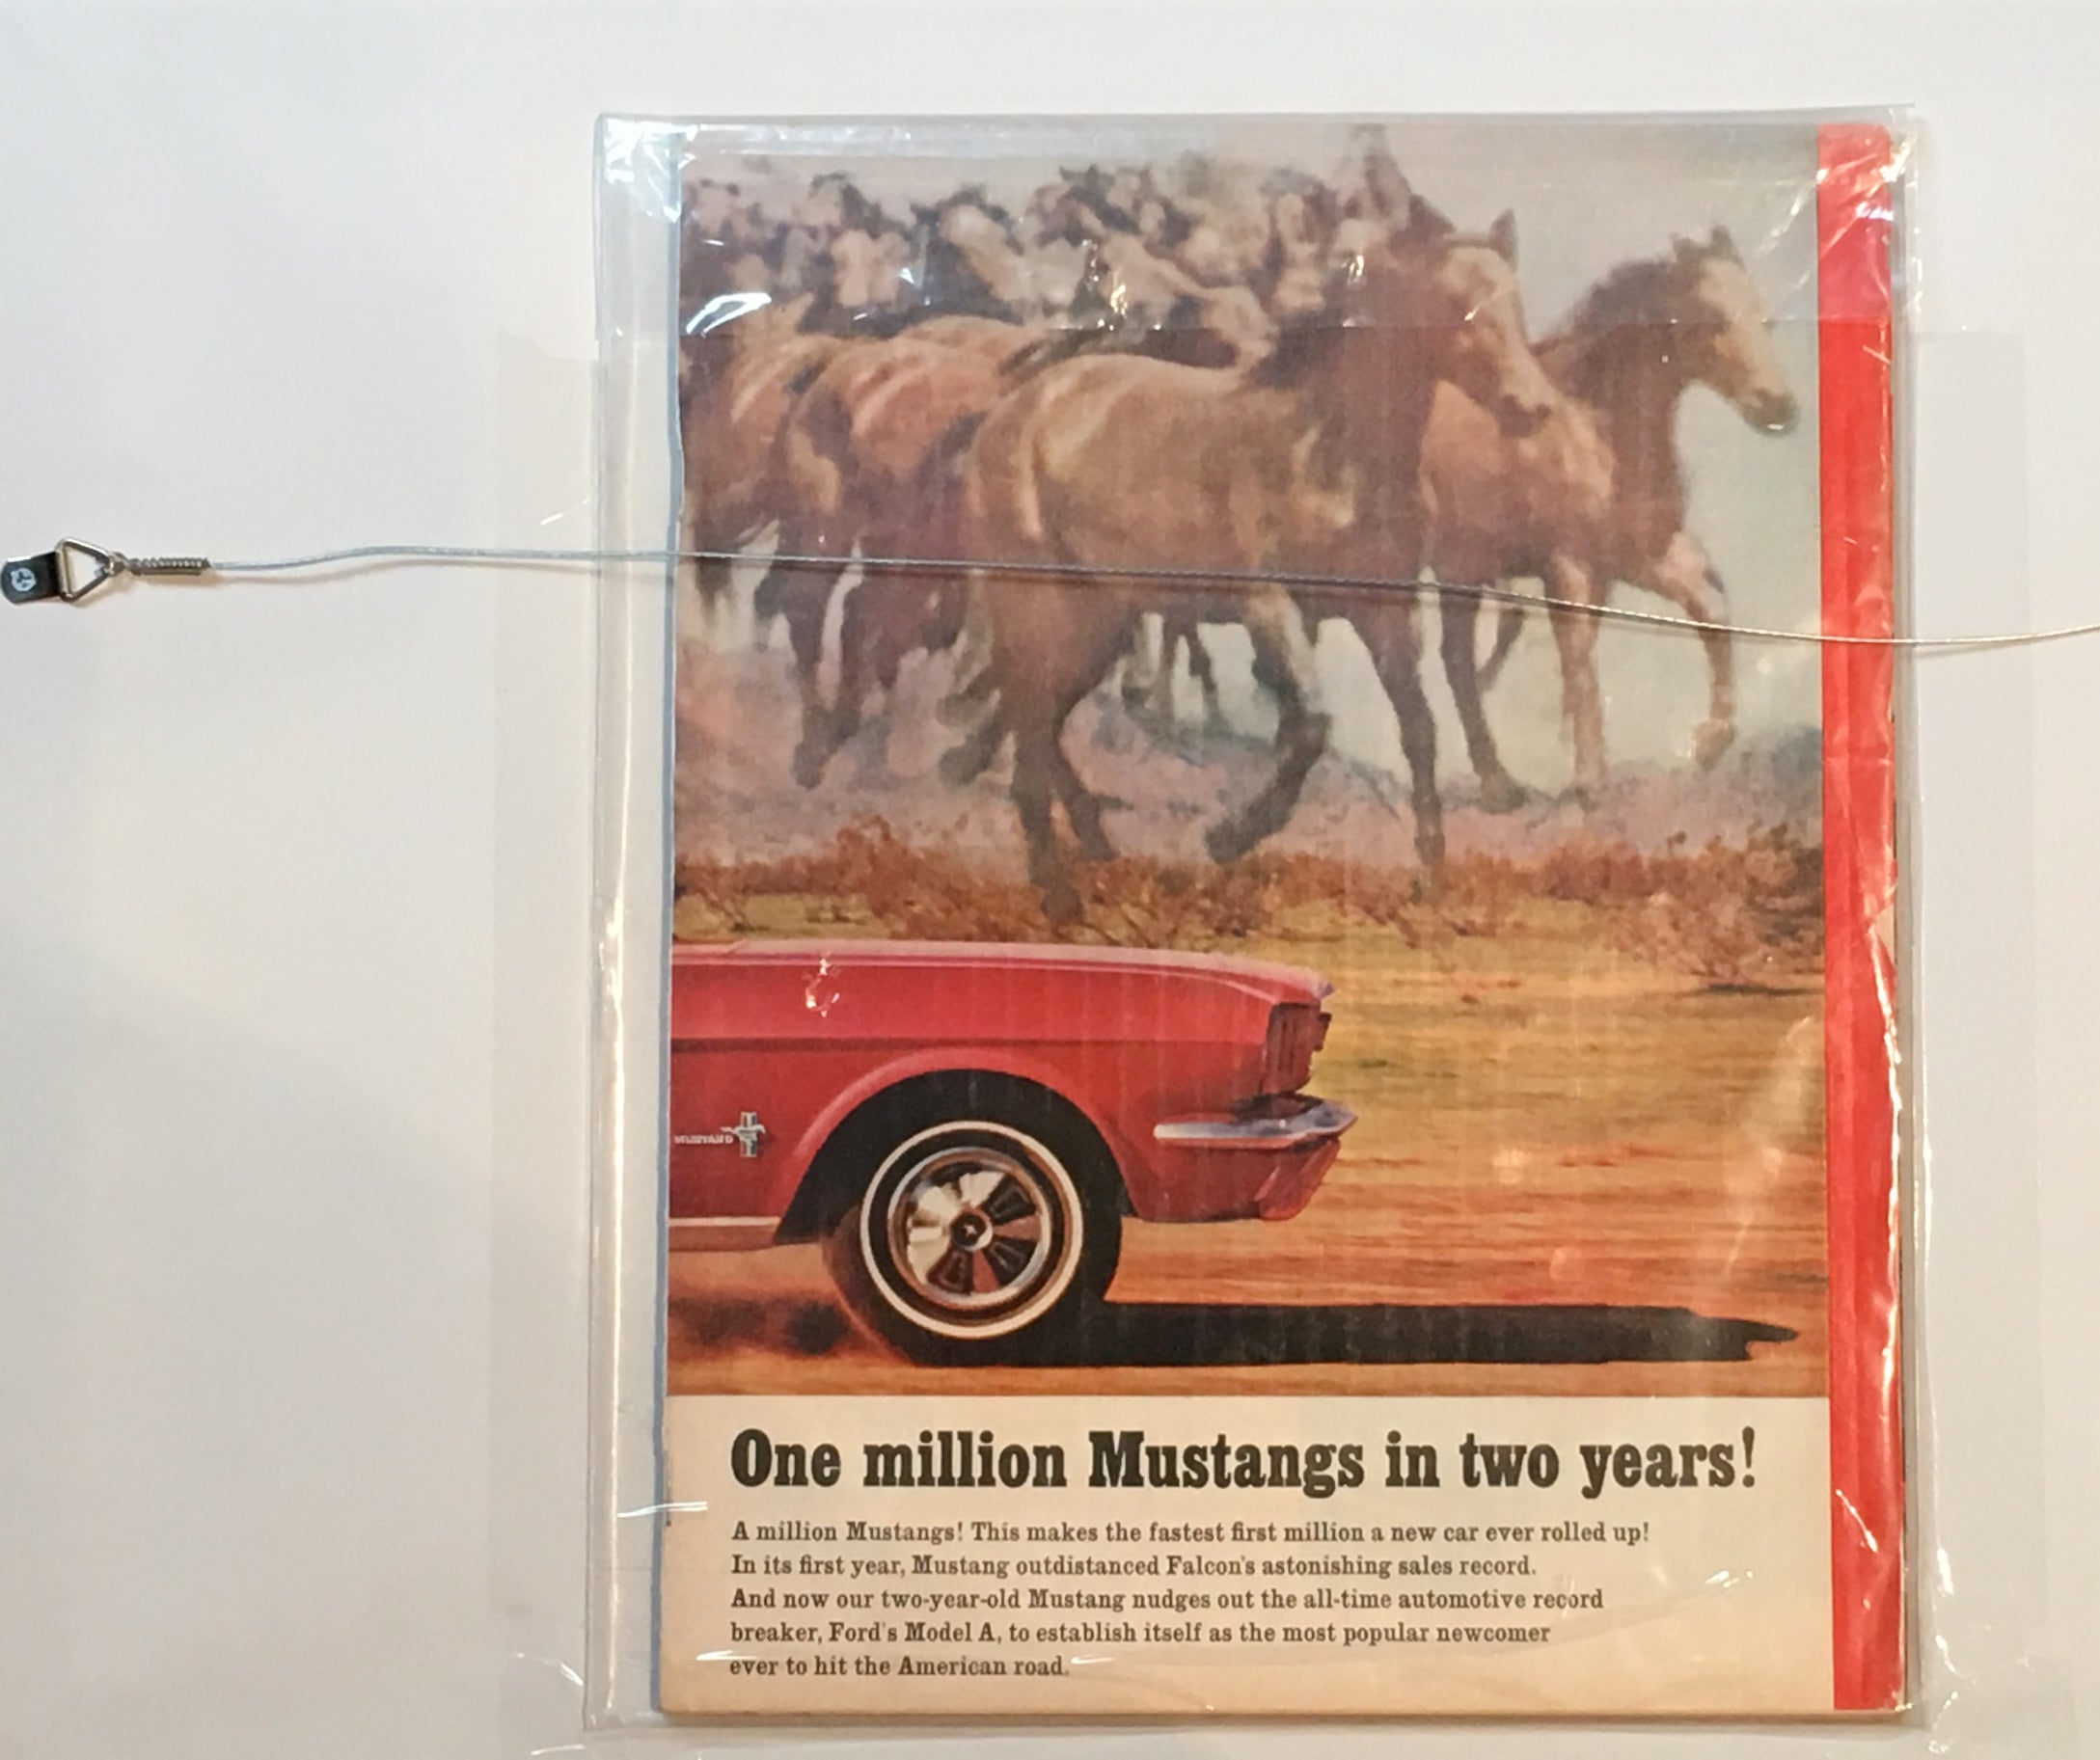 MUSTANG
One million Mustangs in two years!
A million Mustangs! This makes the fastest first million a new car ever rolled up!
In its first year, Mustang outdistanced Falcon's astonishing sales record.
And now our two-year-old Mustang nudges out the all-time automotive record
breaker, Ford's Model A, to establish itself as the most popular newcomer
ever to hit the American road.